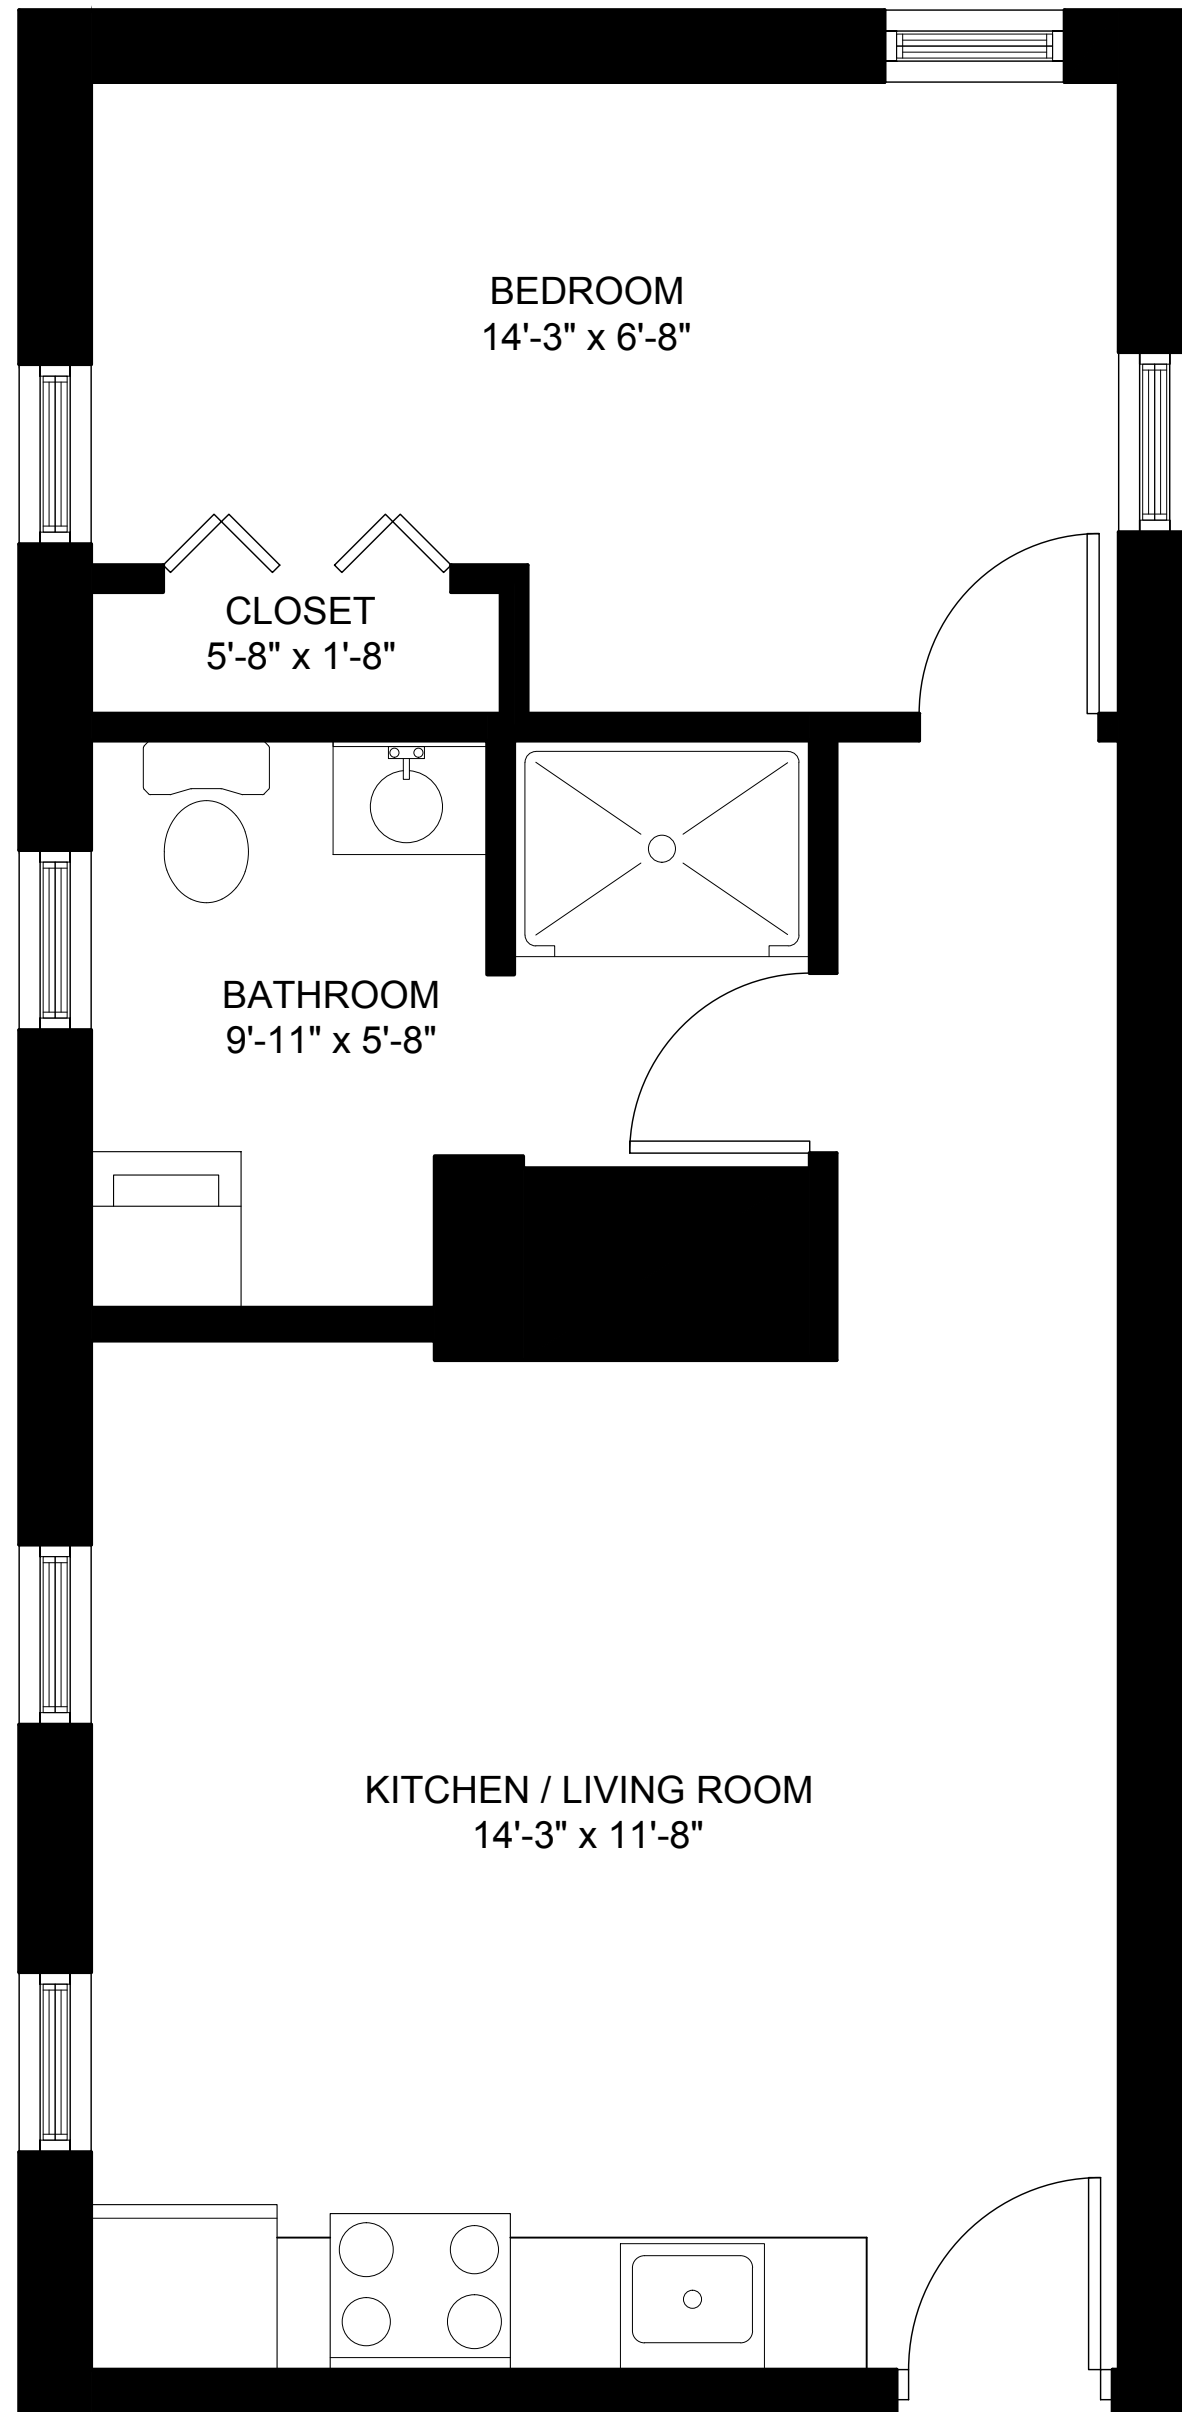 BEDROOM
14'-3" x 6'-8"
CLOSET
5'-8" x 1'-8"
BATHROOM
9'-11" x 5'-8"
KITCHEN / LIVING ROOM
14'-3" x 11'-8"